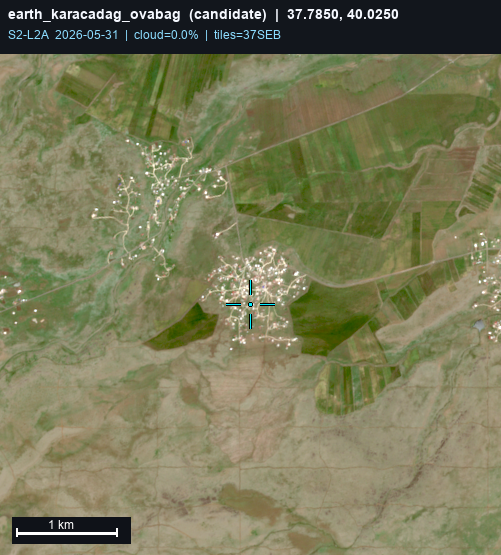 earth_karacadag_ovabag (candidate) | 37.7850, 40.0250
S2-L2A 2026-05-31 | cloud=0.0% | tiles=37SEB
1 km